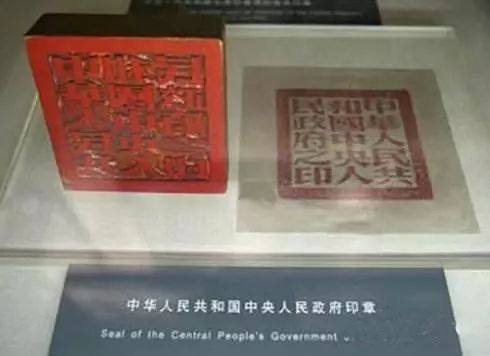 中華人民共
和國中央人
民政府之印
中华人民共和国中央人民政府印章
Seal of the Central People's Government